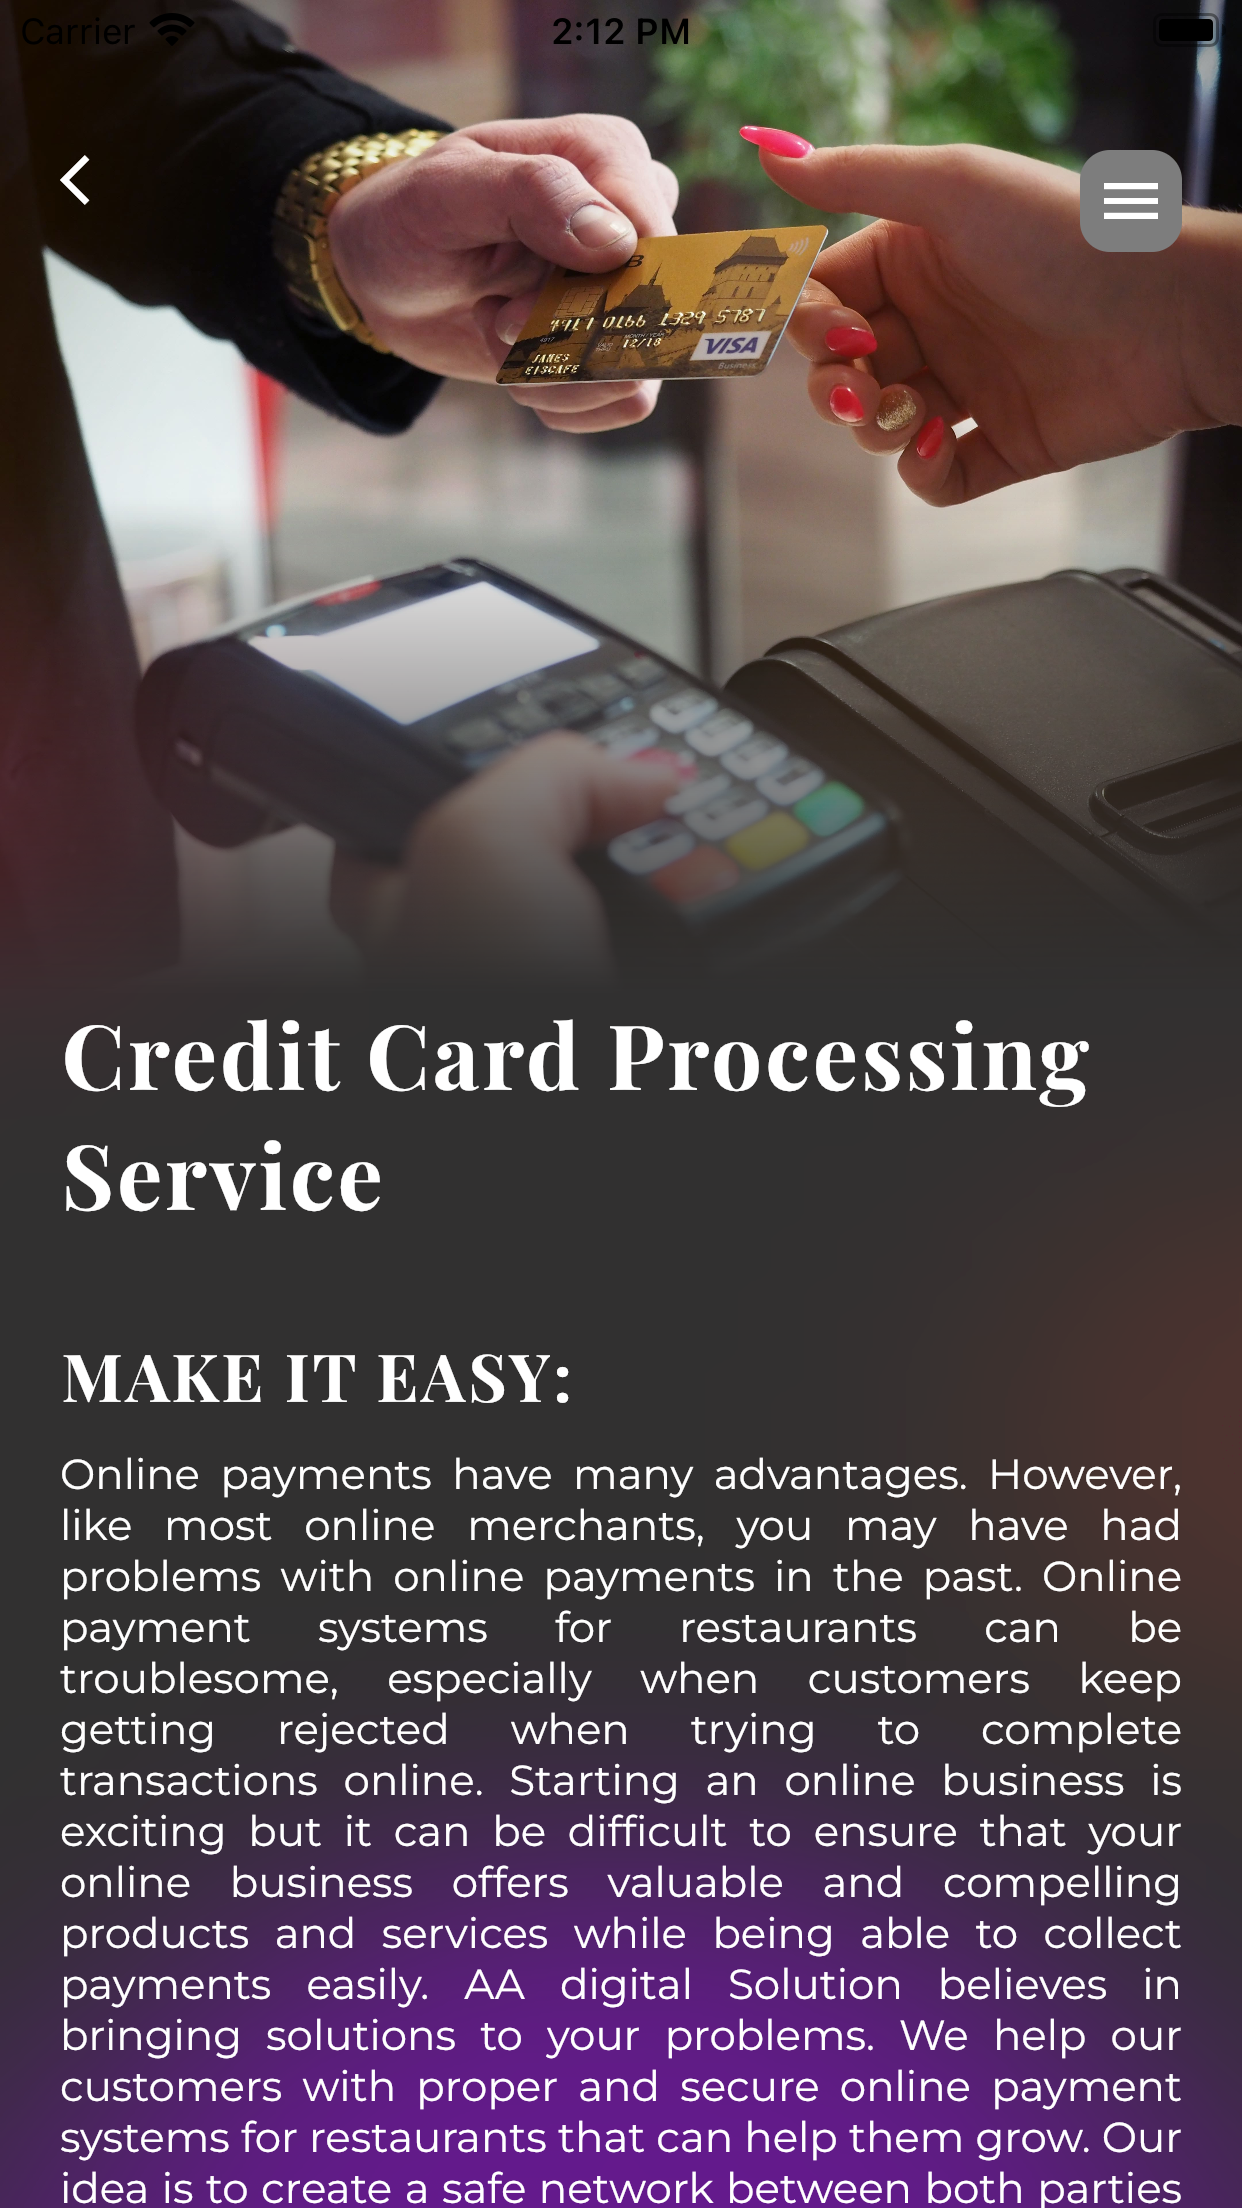 Carrier 2:12 PM
VISA
Business
12/18
JAMES
Credit Card Processing
Service
MAKE IT EASY:
Online payments have many advantages. However,
like most online merchants, you may have had
problems with online payments in the past. Online
payment systems for restaurants can be
troublesome, especially when customers keep
getting rejected when trying to complete
transactions online. Starting an online business is
exciting but it can be difficult to ensure that your
online business offers valuable and compelling
products and services while being able to collect
payments easily. AA digital Solution believes in
bringing solutions to your problems. We help our
customers with proper and secure online payment
systems for restaurants that can help them grow. Our
idea is to create a safe network between both parties